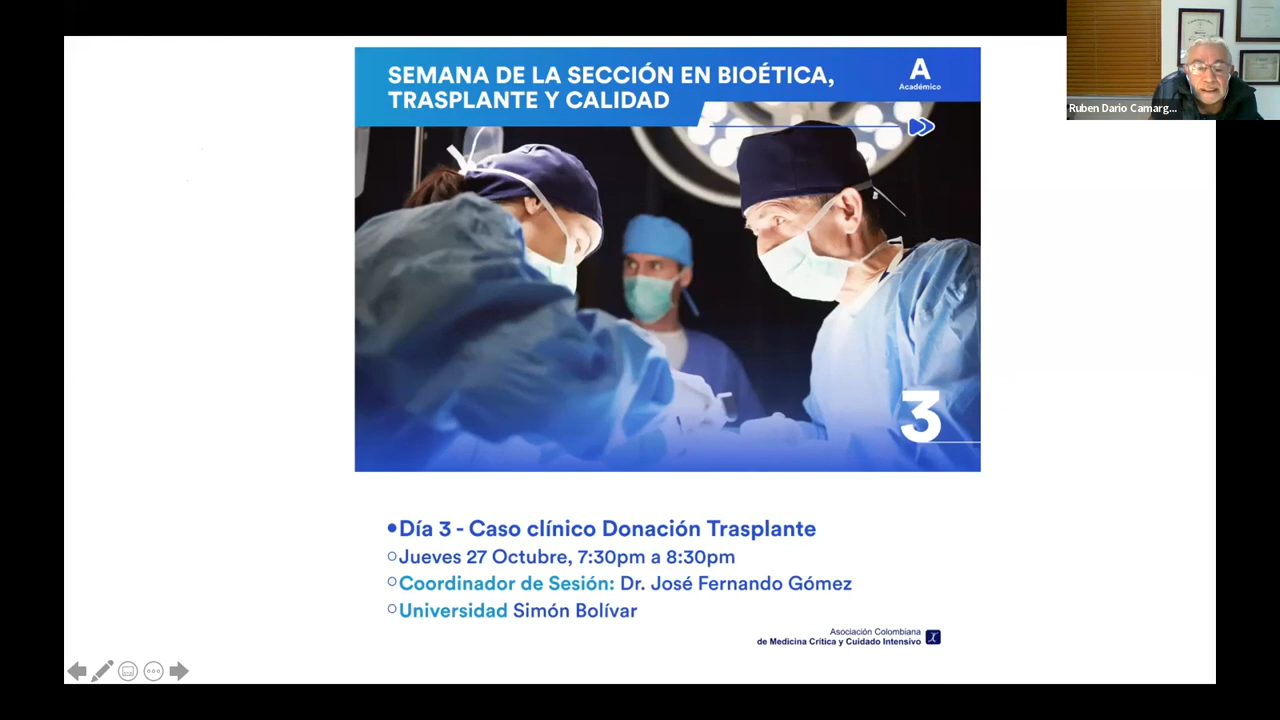 SEMANA DE LA SECCIÓN EN BIOÉTICA,
TRASPLANTE Y CALIDAD
A
Académico
Ruben Dario Camarg...
3
•Día 3 - Caso clínico Donación Trasplante
○Jueves 27 Octubre, 7:30pm a 8:30pm
○Coordinador de Sesión: Dr. José Fernando Gómez
○Universidad Simón Bolívar
Asociación Colombiana
de Medicina Crítica y Cuidado Intensivo